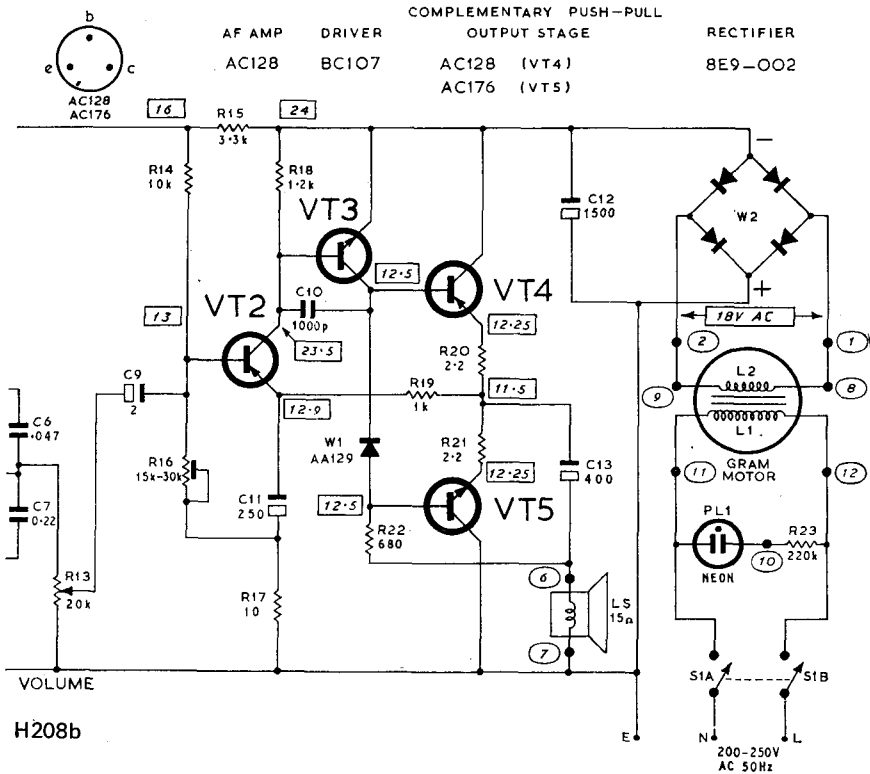 COMPLEMENTARY PUSH-PULL
AF AMP DRIVER OUTPUT STAGE RECTIFIER
AC128 BC107 AC128 (VT4) 8E9-002
AC176 (VT5)
b
e c
AC128
AC176
16
R15
3·3k
24
R14
10k
R18
1·2k
VT3
C12
1500
−
W2
+
12·5
VT4
C10
1000p
VT2
13
23·5
12·25
18V AC
2
1
R20
2·2
C9
2
R19
1k
11·5
12·9
9
L2
8
L1
GRAM
MOTOR
C6
·047
R16
15k-30k
W1
AA129
R21
2·2
C13
400
11
12
C11
250
12·5
12·25
VT5
C7
0·22
R22
680
PL1
NEON
10
R23
220k
R13
20k
R17
10
6
LS
15Ω
7
VOLUME
S1A
S1B
H208b
E
N
L
200-250V
AC 50Hz